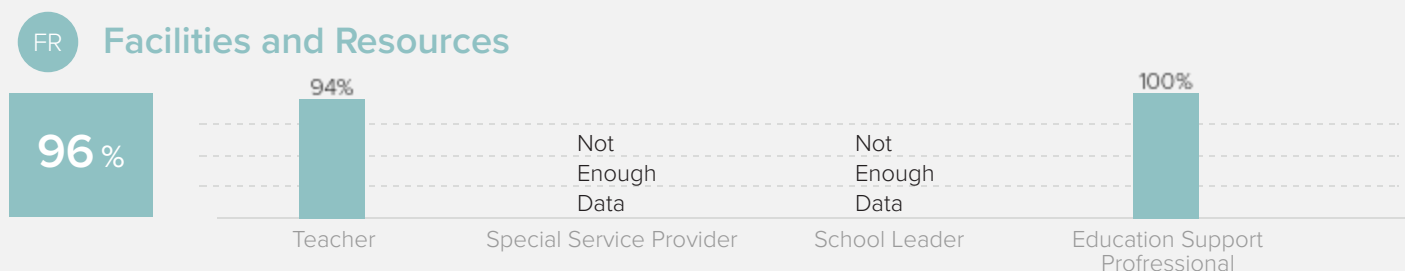 FR Facilities and Resources
96 %
94%
Not
Enough
Data
Not
Enough
Data
100%
Teacher
Special Service Provider
School Leader
Education Support
Profressional